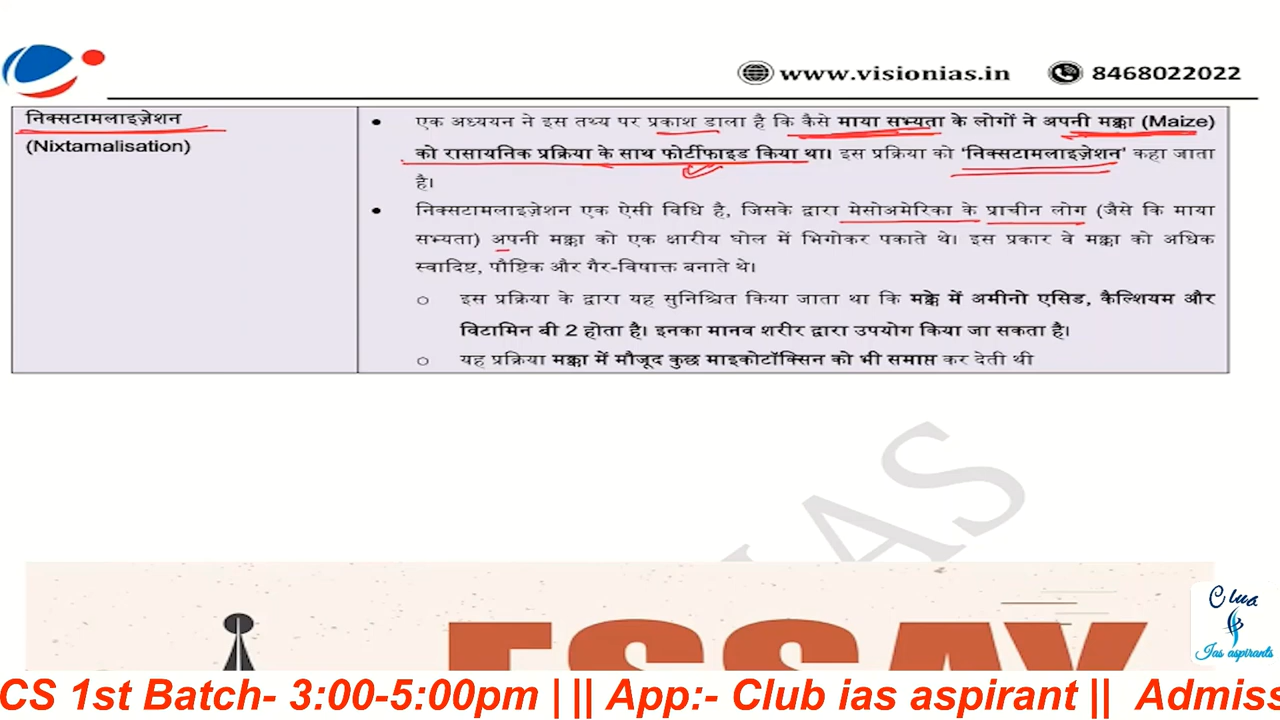 www.visionias.in 8468022022
निक्सटामलाइज़ेशन
(Nixtamalisation)
• एक अध्ययन ने इस तथ्य पर प्रकाश डाला है कि कैसे माया सभ्यता के लोगों ने अपनी मक्का (Maize)
को रासायनिक प्रक्रिया के साथ फोर्टीफाइड किया था। इस प्रक्रिया को 'निक्सटामलाइज़ेशन' कहा जाता
है।
• निक्सटामलाइज़ेशन एक ऐसी विधि है, जिसके द्वारा मेसोअमेरिका के प्राचीन लोग (जैसे कि माया
सभ्यता) अपनी मक्का को एक क्षारीय घोल में भिगोकर पकाते थे। इस प्रकार वे मक्का को अधिक
स्वादिष्ट, पौष्टिक और गैर-विषाक्त बनाते थे।
o इस प्रक्रिया के द्वारा यह सुनिश्चित किया जाता था कि मक्के में अमीनो एसिड, कैल्शियम और
विटामिन बी 2 होता है। इनका मानव शरीर द्वारा उपयोग किया जा सकता है।
o यह प्रक्रिया मक्का में मौजूद कुछ माइकोटॉक्सिन को भी समाप्त कर देती थी
IAS
ESSAY
Club
Ias aspirants
CS 1st Batch- 3:00-5:00pm | || App:- Club ias aspirant || Admiss